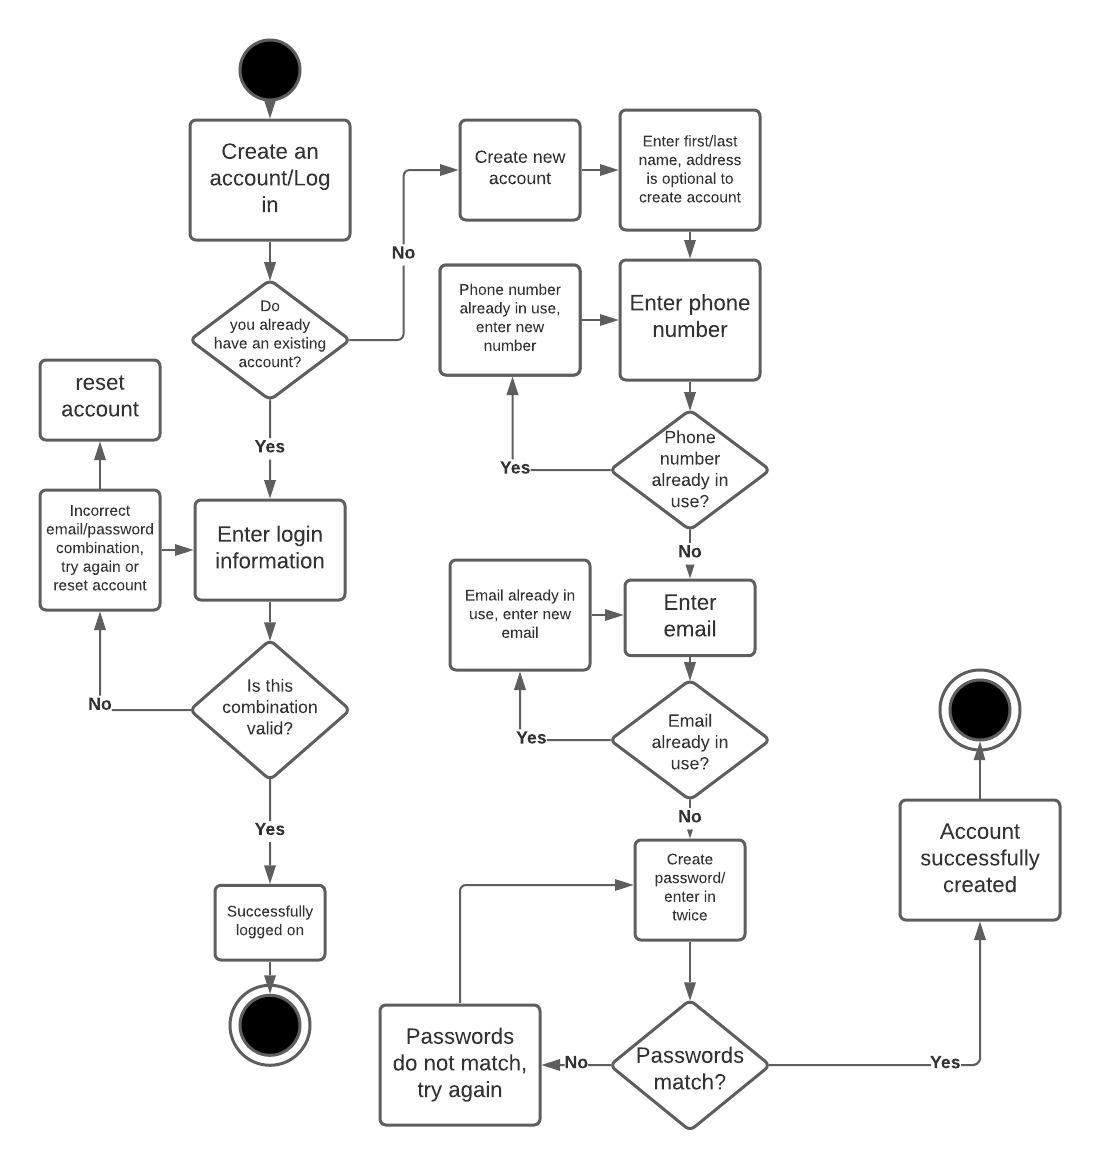 Create an
account/Log
in
Do
you already
have an existing
account?
No
Yes
reset
account
Incorrect
email/password
combination,
try again or
reset account
Enter login
information
No
Is this
combination
valid?
Yes
Successfully
logged on
Create new
account
Enter first/last
name, address
is optional to
create account
Phone number
already in use,
enter new
number
Enter phone
number
Yes
Phone
number
already in
use?
No
Email already in
use, enter new
email
Enter
email
Yes
Email
already in
use?
No
Create
password/
enter in
twice
Passwords
do not match,
try again
No
Passwords
match?
Yes
Account
successfully
created